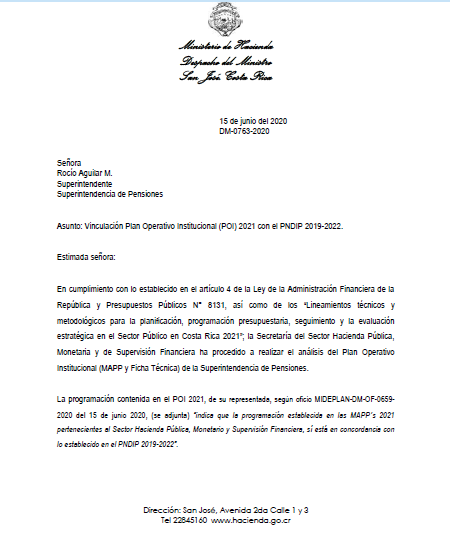 Ministerio de Hacienda
Despacho del Ministro
San José, Costa Rica
15 de junio del 2020
DM-0763-2020
Señora
Rocío Aguilar M.
Superintendente
Superintendencia de Pensiones
Asunto: Vinculación Plan Operativo Institucional (POI) 2021 con el PNDIP 2019-2022.
Estimada señora:
En cumplimiento con lo establecido en el artículo 4 de la Ley de la Administración Financiera de la
República y Presupuestos Públicos N° 8131, así como de los "Lineamientos técnicos y
metodológicos para la planificación, programación presupuestaria, seguimiento y la evaluación
estratégica en el Sector Público en Costa Rica 2021"; la Secretaría del Sector Hacienda Pública,
Monetaria y de Supervisión Financiera ha procedido a realizar el análisis del Plan Operativo
Institucional (MAPP y Ficha Técnica) de la Superintendencia de Pensiones.
La programación contenida en el POI 2021, de su representada, según oficio MIDEPLAN-DM-OF-0659-
2020 del 15 de junio 2020, (se adjunta) "indica que la programación establecida en las MAPP´s 2021
pertenecientes al Sector Hacienda Pública, Monetario y Supervisión Financiera, sí está en concordancia con
lo establecido en el PNDIP 2019-2022".
Dirección: San José, Avenida 2da Calle 1 y 3
Tel 22845160 www.hacienda.go.cr